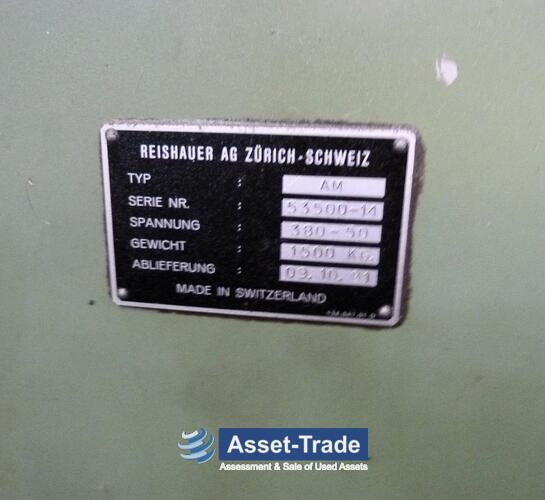 REISHAUER AG ZÜRICH-SCHWEIZ
TYP : AM
SERIE NR. : 53500-14
SPANNUNG : 380-50
GEWICHT : 1500 KG.
ABLIEFERUNG : 09.10.81
MADE IN SWITZERLAND
Asset-Trade
Assessment & Sale of Used Assets